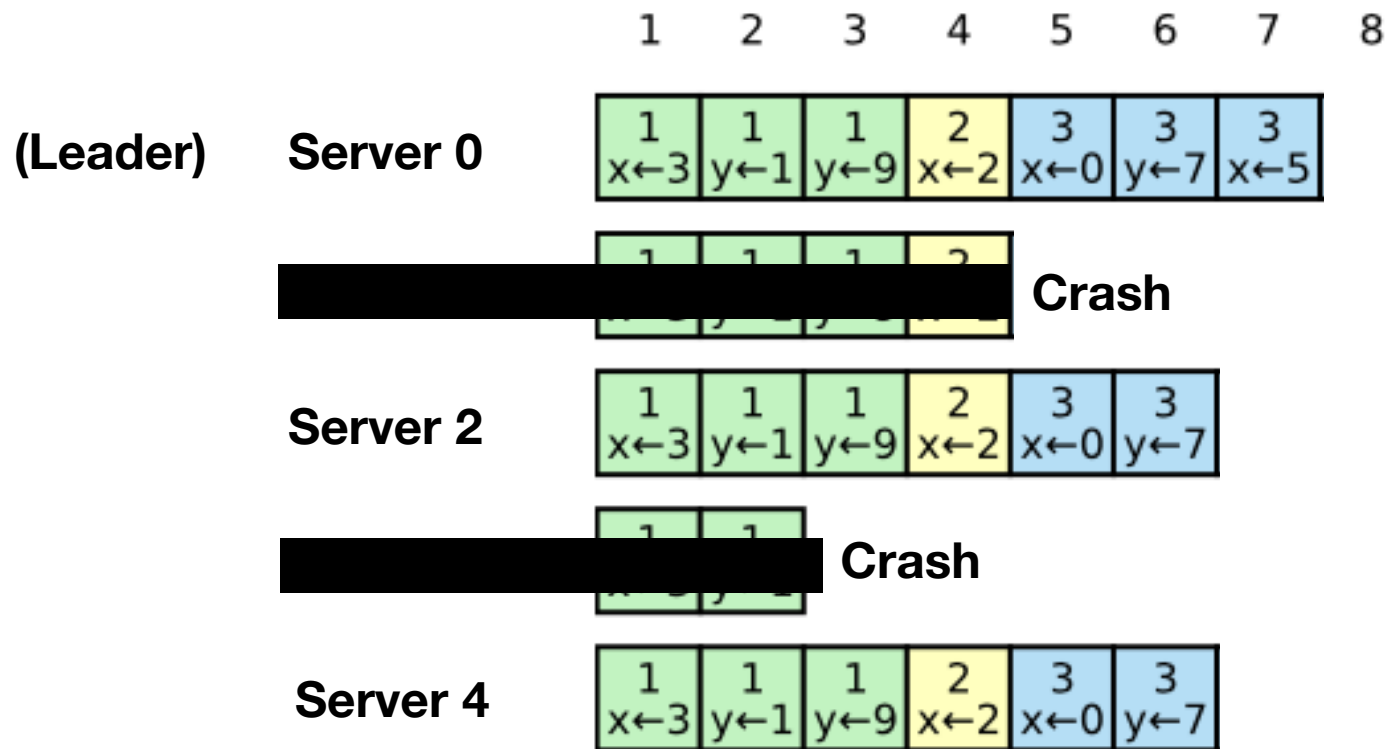 1 2 3 4 5 6 7 8
(Leader) Server 0
1 1 1 2 3 3 3
x←3 y←1 y←9 x←2 x←0 y←7 x←5
Crash
Server 2
1 1 1 2 3 3
x←3 y←1 y←9 x←2 x←0 y←7
Crash
Server 4
1 1 1 2 3 3
x←3 y←1 y←9 x←2 x←0 y←7